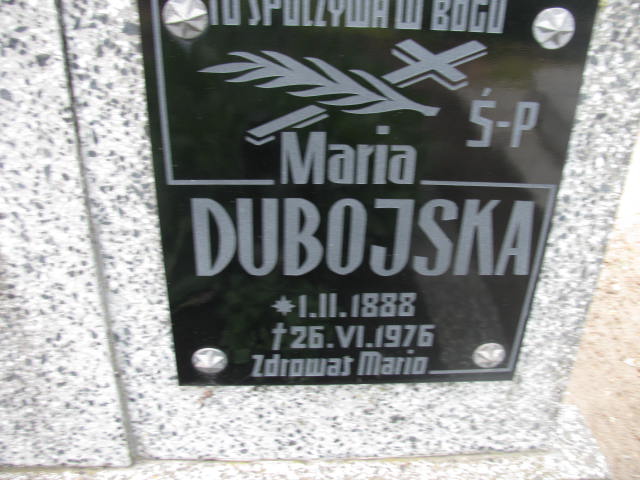 TU SPOCZYWA W BOGU
Ś-P
Maria
DUBOJSKA
*1.II.1888
†26.VI.1976
Zdrowaś Mario